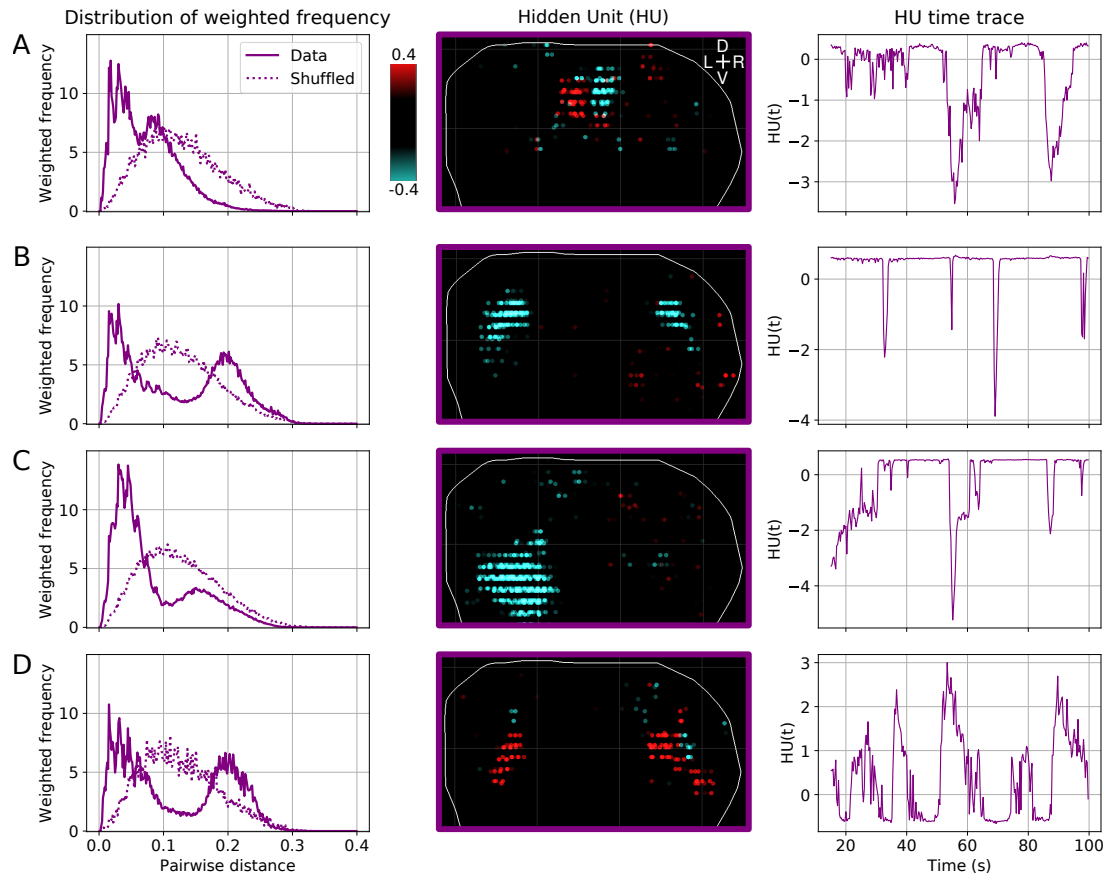 Distribution of weighted frequency
Hidden Unit (HU)
HU time trace
A
Weighted frequency
10
5
0
Data
Shuffled
0.4
-0.4
D
L R
V
HU(t)
0
−1
−2
−3
B
Weighted frequency
10
5
0
HU(t)
0
−2
−4
C
Weighted frequency
10
5
0
HU(t)
0
−2
−4
D
Weighted frequency
10
5
0
0.0 0.1 0.2 0.3 0.4
Pairwise distance
HU(t)
3
2
1
0
20 40 60 80 100
Time (s)